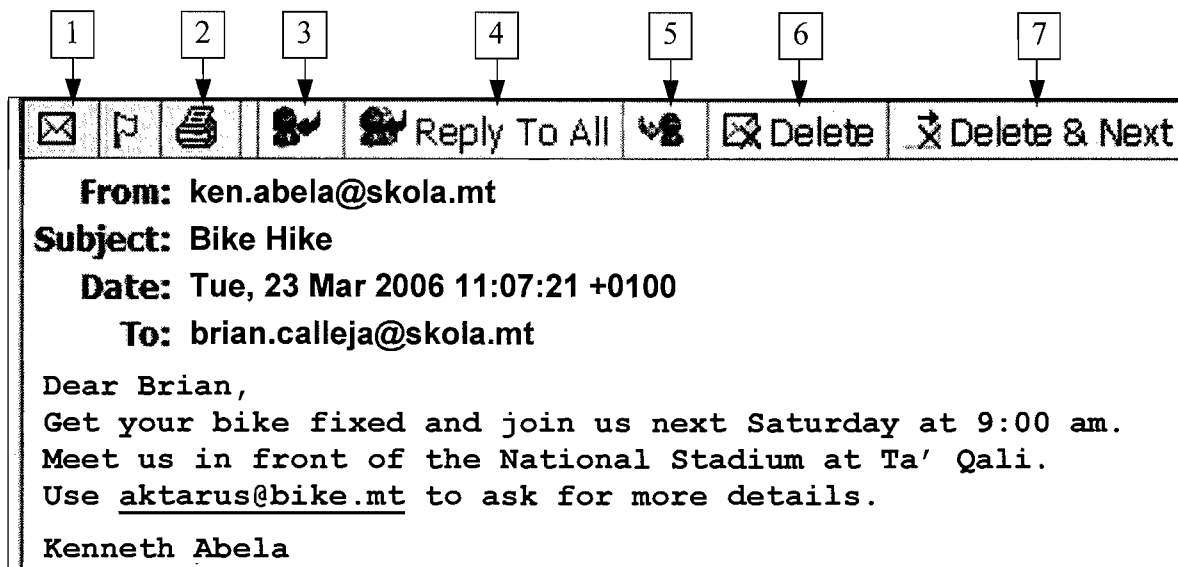 1 2 3 4 5 6 7
Reply To All Delete Delete & Next
From: ken.abela@skola.mt
Subject: Bike Hike
Date: Tue, 23 Mar 2006 11:07:21 +0100
To: brian.calleja@skola.mt
Dear Brian,
Get your bike fixed and join us next Saturday at 9:00 am.
Meet us in front of the National Stadium at Ta' Qali.
Use aktarus@bike.mt to ask for more details.
Kenneth Abela